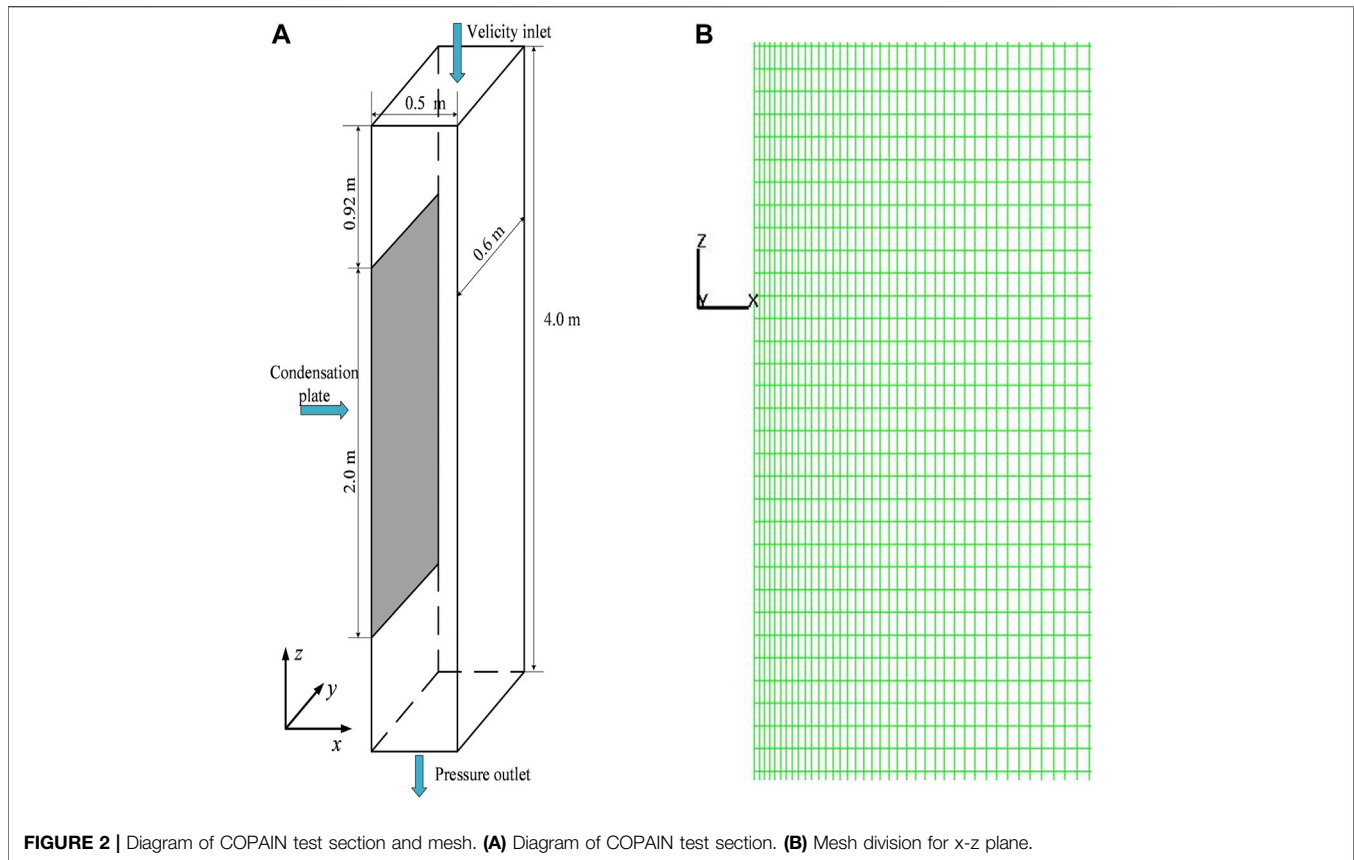 A
Velicity inlet
0.5 m
0.92 m
0.6 m
4.0 m
Condensation
plate
2.0 m
z
y
x
Pressure outlet
B
Z
Y
X
FIGURE 2 | Diagram of COPAIN test section and mesh. (A) Diagram of COPAIN test section. (B) Mesh division for x-z plane.